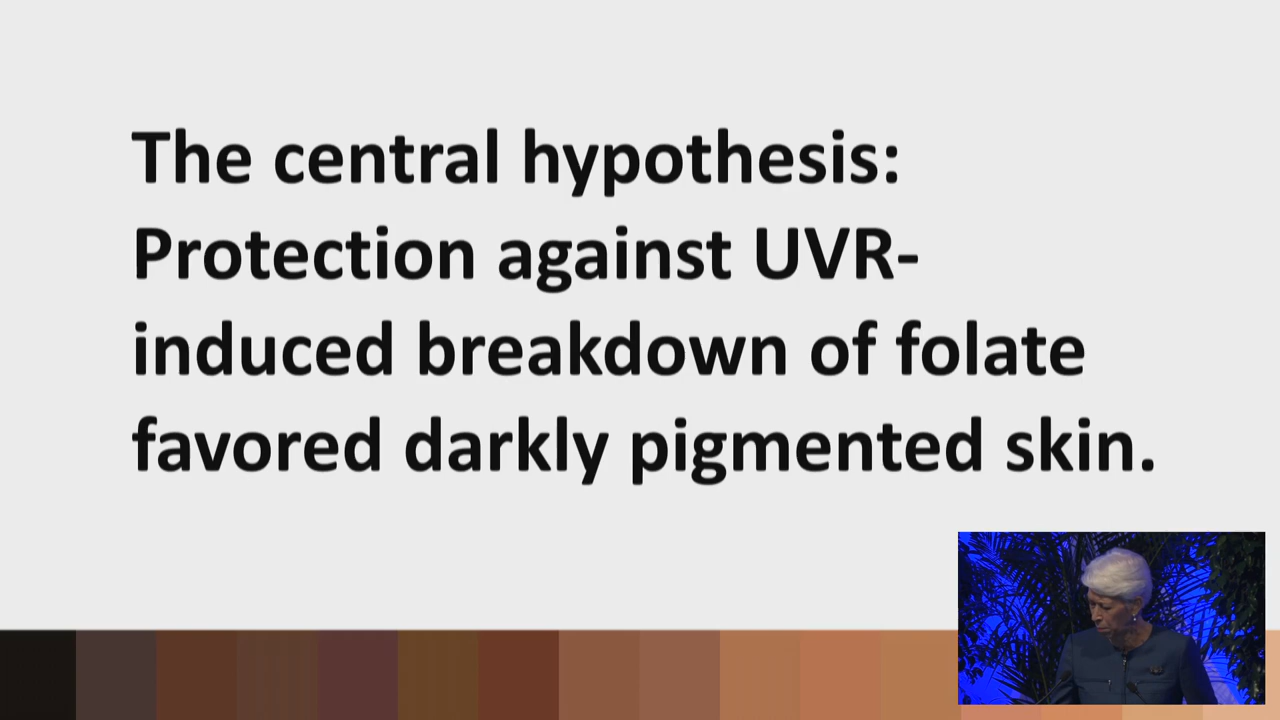 The central hypothesis:
Protection against UVR-
induced breakdown of folate
favored darkly pigmented skin.